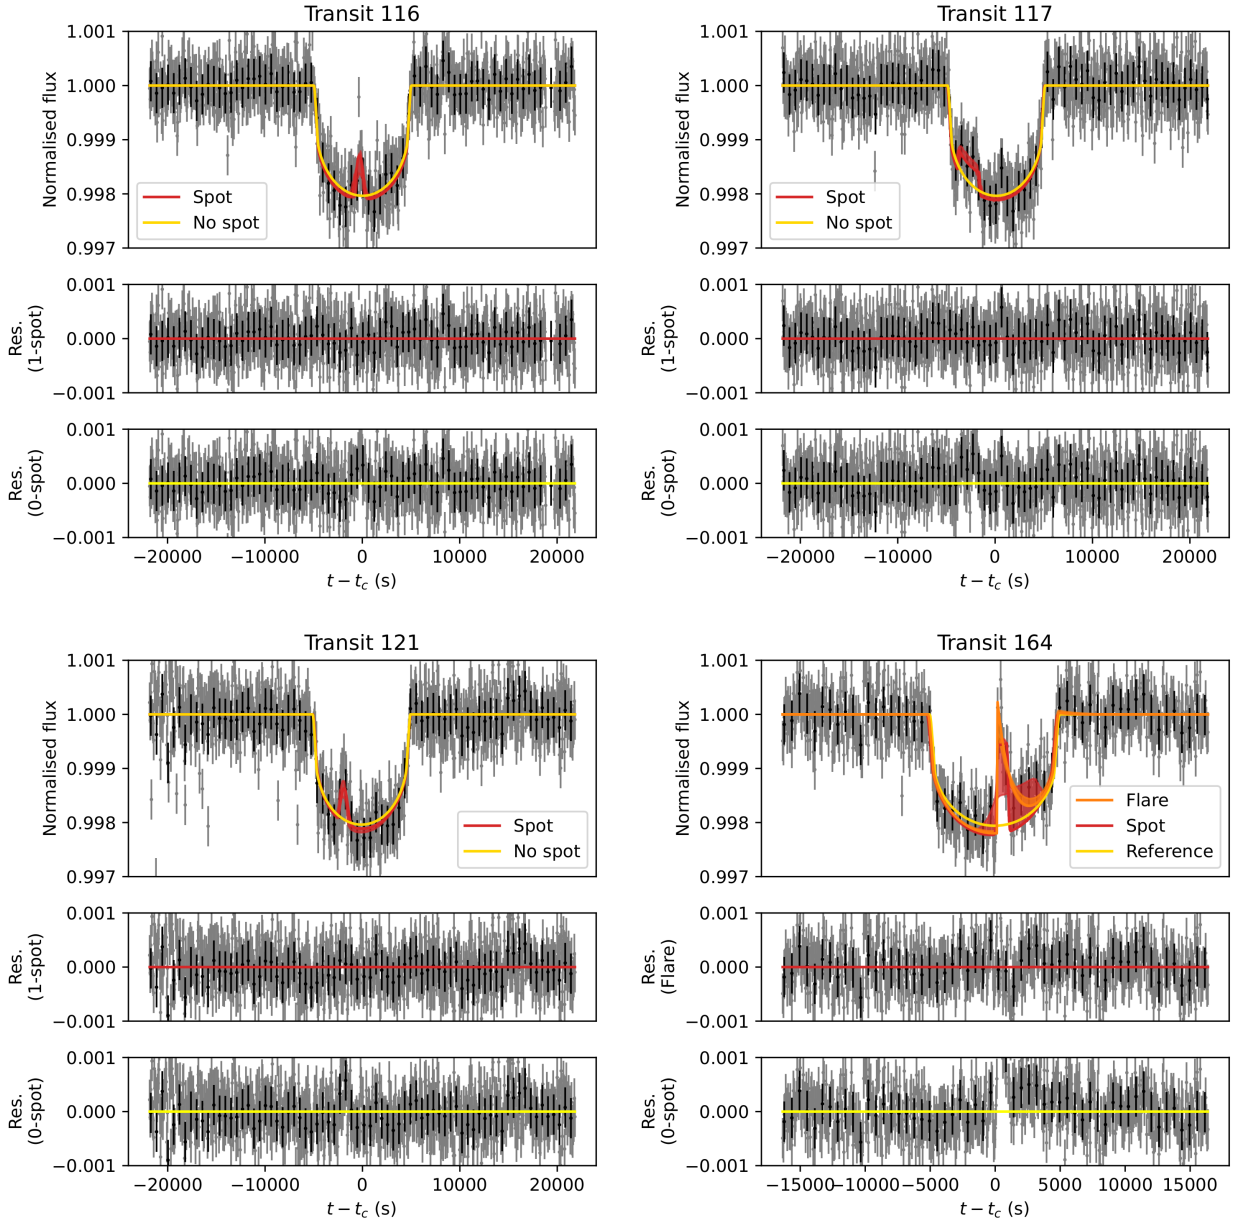 Transit 116
1.001
1.000
0.999
0.998
0.997
Normalised flux
Spot
No spot
0.001
0.000
−0.001
Res.
(1-spot)
0.001
0.000
−0.001
Res.
(0-spot)
−20000 −10000 0 10000 20000
t − tc (s)
Transit 117
1.001
1.000
0.999
0.998
0.997
Normalised flux
Spot
No spot
0.001
0.000
−0.001
Res.
(1-spot)
0.001
0.000
−0.001
Res.
(0-spot)
−20000 −10000 0 10000 20000
t − tc (s)
Transit 121
1.001
1.000
0.999
0.998
0.997
Normalised flux
Spot
No spot
0.001
0.000
−0.001
Res.
(1-spot)
0.001
0.000
−0.001
Res.
(0-spot)
−20000 −10000 0 10000 20000
t − tc (s)
Transit 164
1.001
1.000
0.999
0.998
0.997
Normalised flux
Flare
Spot
Reference
0.001
0.000
−0.001
Res.
(Flare)
0.001
0.000
−0.001
Res.
(0-spot)
−15000 −10000 −5000 0 5000 10000 15000
t − tc (s)